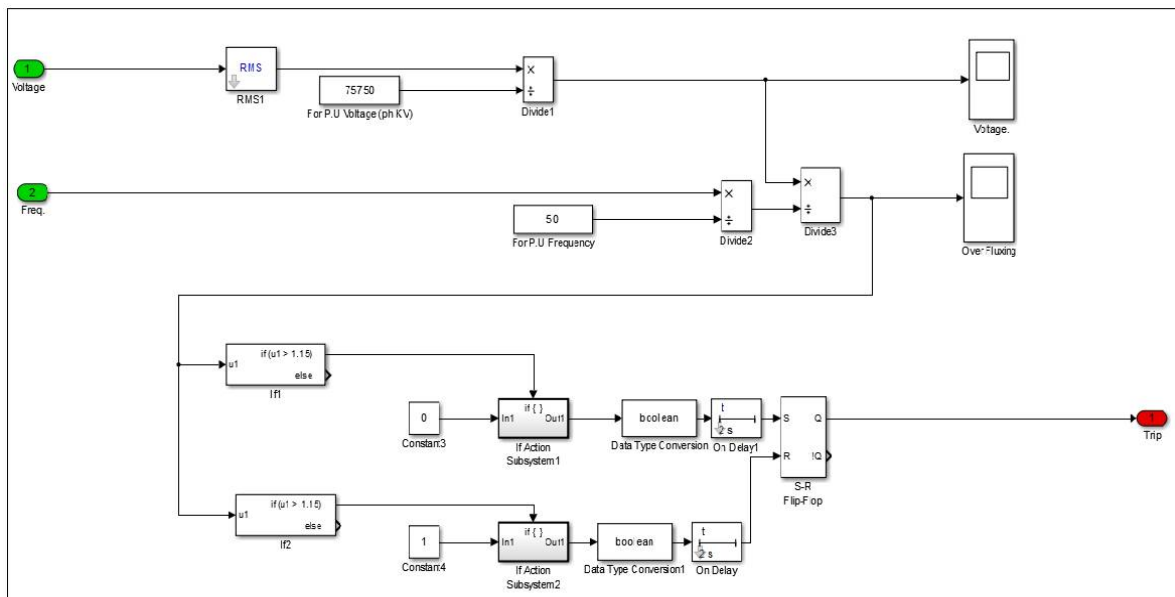 1
Voltage
RMS
RMS1
75750
For P.U Voltage (ph KV)
×
÷
Divide1
Votage.
2
Freq.
50
For P.U Frequency
×
÷
Divide2
×
÷
Divide3
Over Fluxing
u1
if(u1 > 1.15)
else
If1
0
Constant3
if { }
In1
Out1
If Action
Subsystem1
boolean
Data Type Conversion
t
2 s
On Delay1
S
Q
R
!Q
S-R
Flip-Flop
1
Trip
u1
if(u1 > 1.15)
else
If2
1
Constant4
if { }
In1
Out1
If Action
Subsystem2
boolean
Data Type Conversion1
t
2 s
On Delay